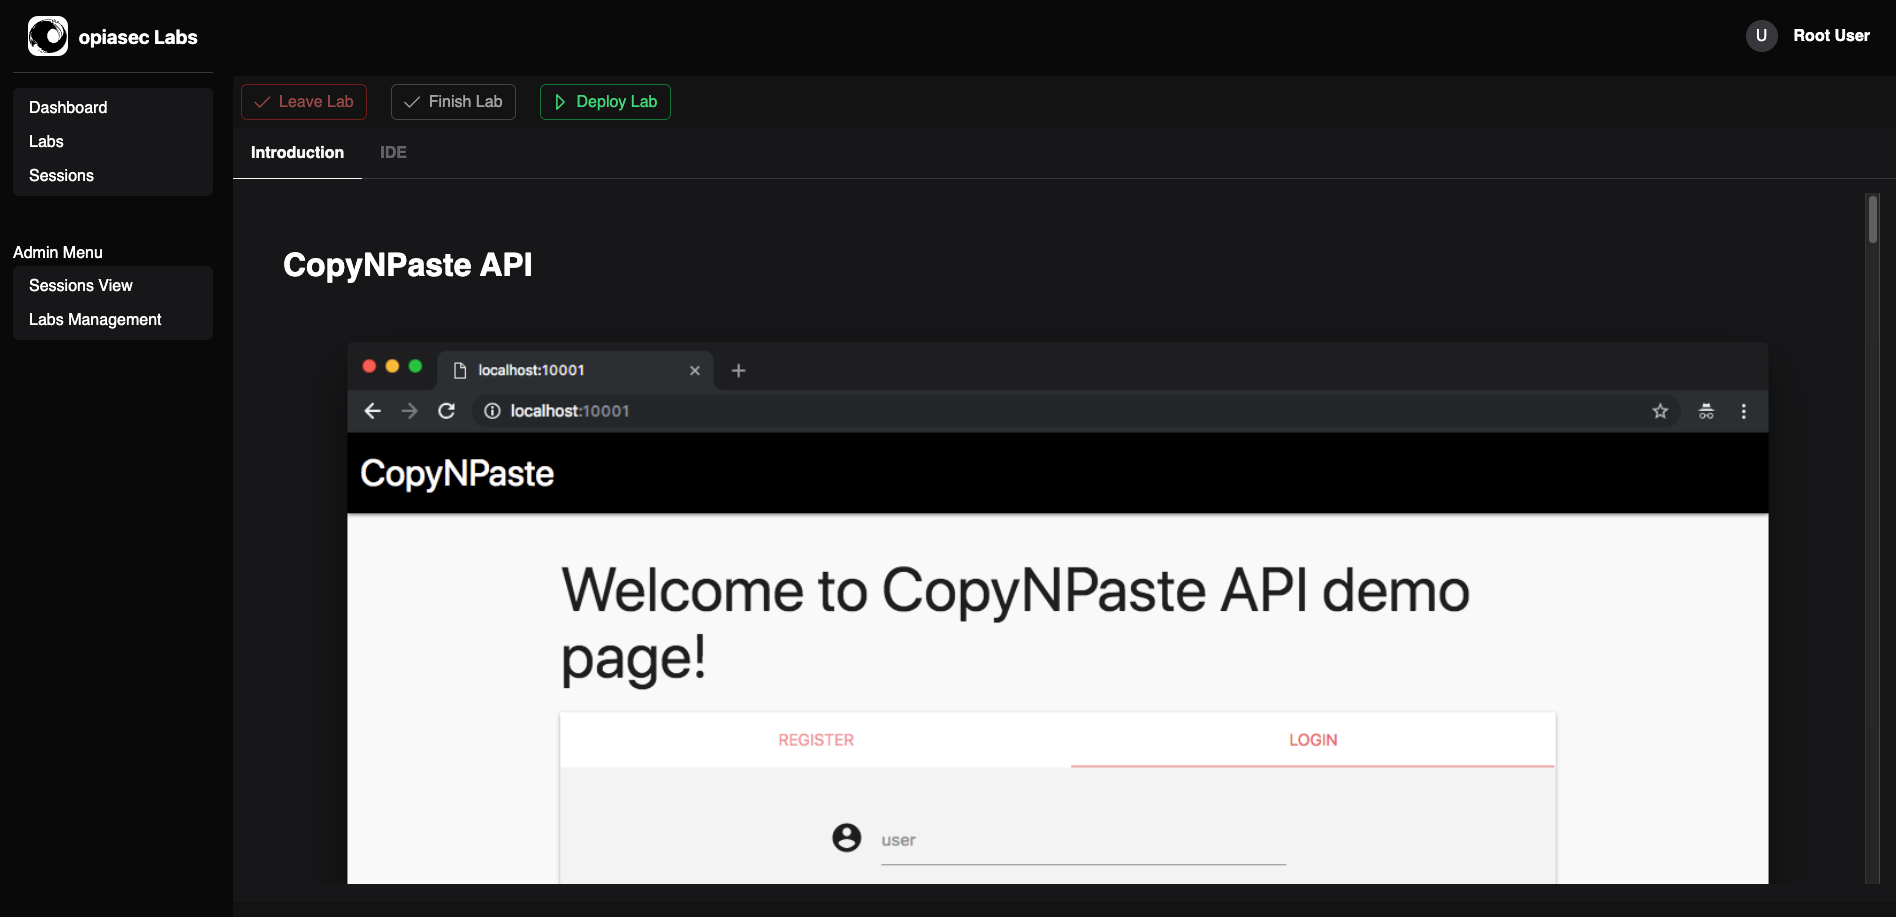 opiasec Labs
U Root User
Dashboard
Labs
Sessions
Admin Menu
Sessions View
Labs Management
Leave Lab Finish Lab Deploy Lab
Introduction IDE
CopyNPaste API
localhost:10001
localhost:10001
CopyNPaste
Welcome to CopyNPaste API demo
page!
REGISTER LOGIN
user